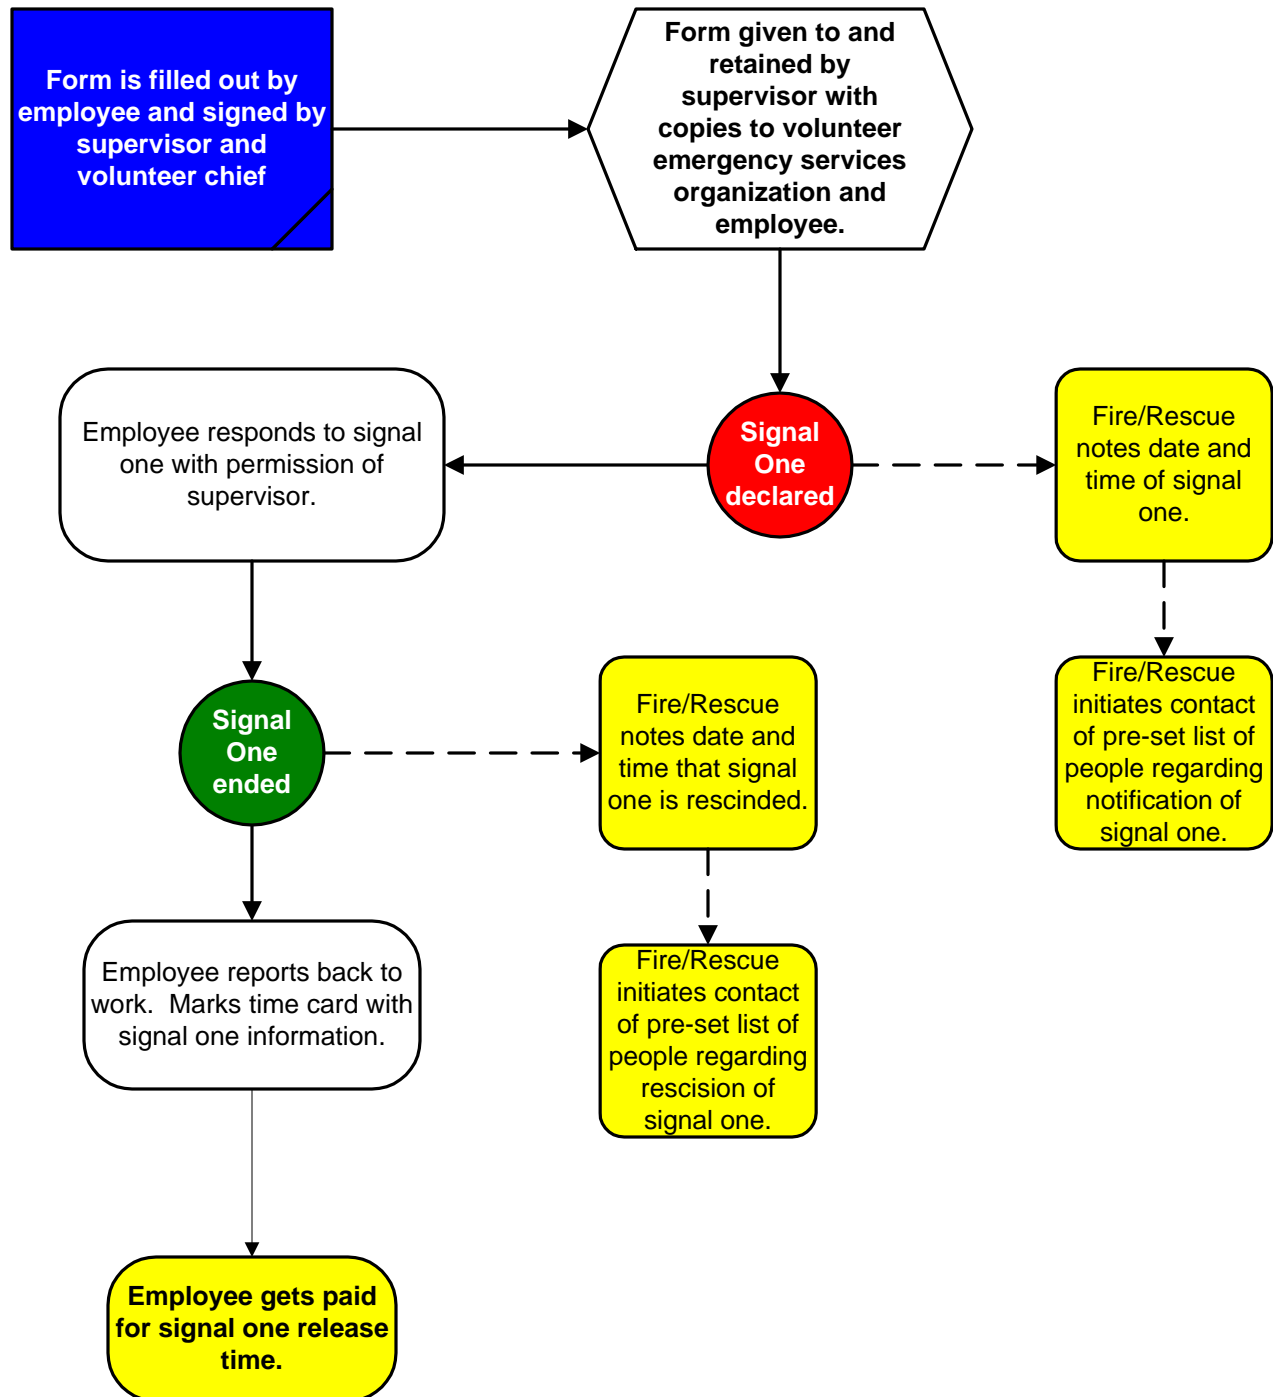 Form is filled out by
employee and signed by
supervisor and
volunteer chief
Form given to and
retained by
supervisor with
copies to volunteer
emergency services
organization and
employee.
Signal
One
declared
Employee responds to signal
one with permission of
supervisor.
Fire/Rescue
notes date and
time of signal
one.
Fire/Rescue
initiates contact
of pre-set list of
people regarding
notification of
signal one.
Signal
One
ended
Fire/Rescue
notes date and
time that signal
one is rescinded.
Fire/Rescue
initiates contact
of pre-set list of
people regarding
rescision of
signal one.
Employee reports back to
work.  Marks time card with
signal one information.
Employee gets paid
for signal one release
time.